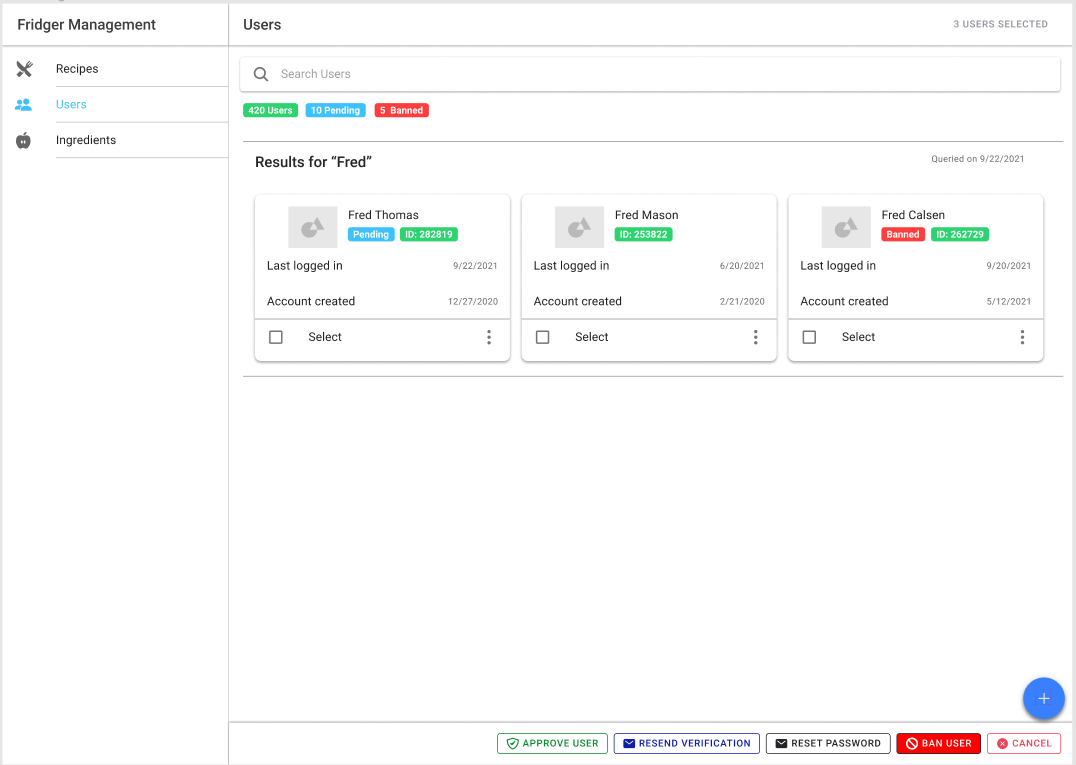 Fridger Management
Users
3 USERS SELECTED
Recipes
Users
Ingredients
Search Users
420 Users
10 Pending
5 Banned
Results for “Fred”
Queried on 9/22/2021
Fred Thomas
Pending
ID: 282819
Last logged in
9/22/2021
Account created
12/27/2020
Select
Fred Mason
ID: 253822
Last logged in
6/20/2021
Account created
2/21/2020
Select
Fred Calsen
Banned
ID: 262729
Last logged in
9/20/2021
Account created
5/12/2021
Select
APPROVE USER
RESEND VERIFICATION
RESET PASSWORD
BAN USER
CANCEL